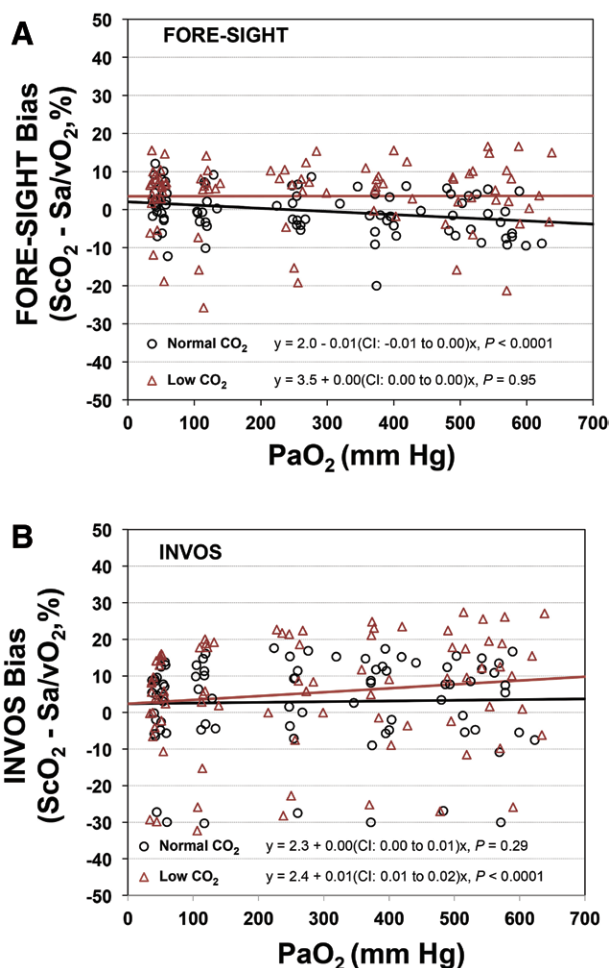 A
FORE-SIGHT
FORE-SIGHT Bias
(ScO2 - Sa/vO2,%)
50
40
30
20
10
0
-10
-20
-30
-40
-50
Normal CO2 y = 2.0 - 0.01(CI: -0.01 to 0.00)x, P < 0.0001
Low CO2 y = 3.5 + 0.00(CI: 0.00 to 0.00)x, P = 0.95
0 100 200 300 400 500 600 700
PaO2 (mm Hg)
B
INVOS
INVOS Bias
(ScO2 - Sa/vO2,%)
50
40
30
20
10
0
-10
-20
-30
-40
-50
Normal CO2 y = 2.3 + 0.00(CI: 0.00 to 0.01)x, P = 0.29
Low CO2 y = 2.4 + 0.01(CI: 0.01 to 0.02)x, P < 0.0001
0 100 200 300 400 500 600 700
PaO2 (mm Hg)